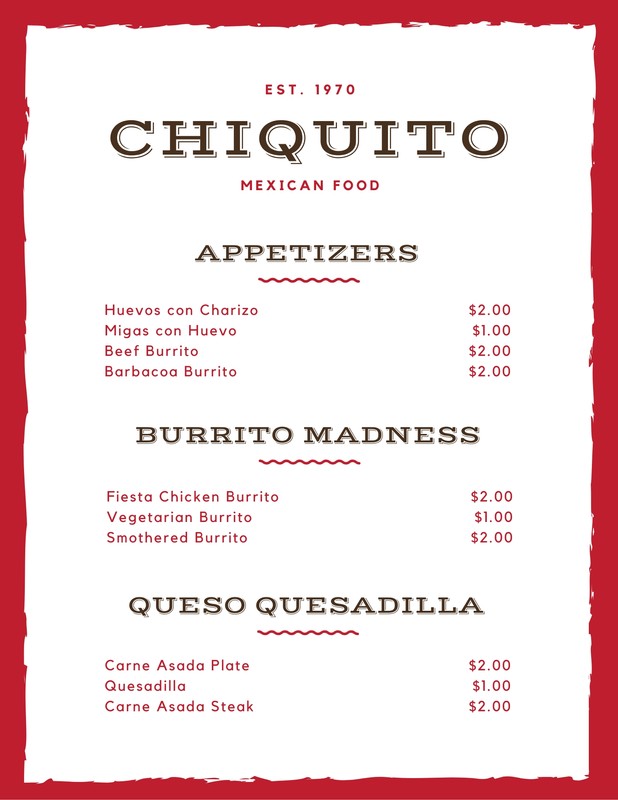 EST. 1970
CHIQUITO
MEXICAN FOOD
APPETIZERS
Huevos con Charizo $2.00
Migas con Huevo $1.00
Beef Burrito $2.00
Barbacoa Burrito $2.00
BURRITO MADNESS
Fiesta Chicken Burrito $2.00
Vegetarian Burrito $1.00
Smothered Burrito $2.00
QUESO QUESADILLA
Carne Asada Plate $2.00
Quesadilla $1.00
Carne Asada Steak $2.00